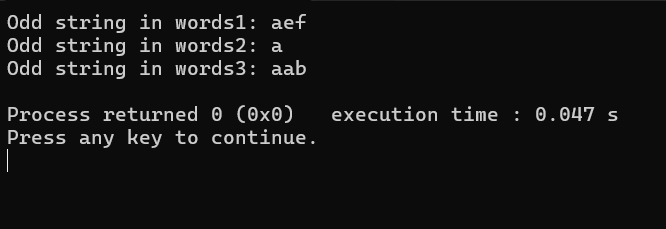 Odd string in words1: aef
Odd string in words2: a
Odd string in words3: aab
Process returned 0 (0x0)   execution time : 0.047 s
Press any key to continue.